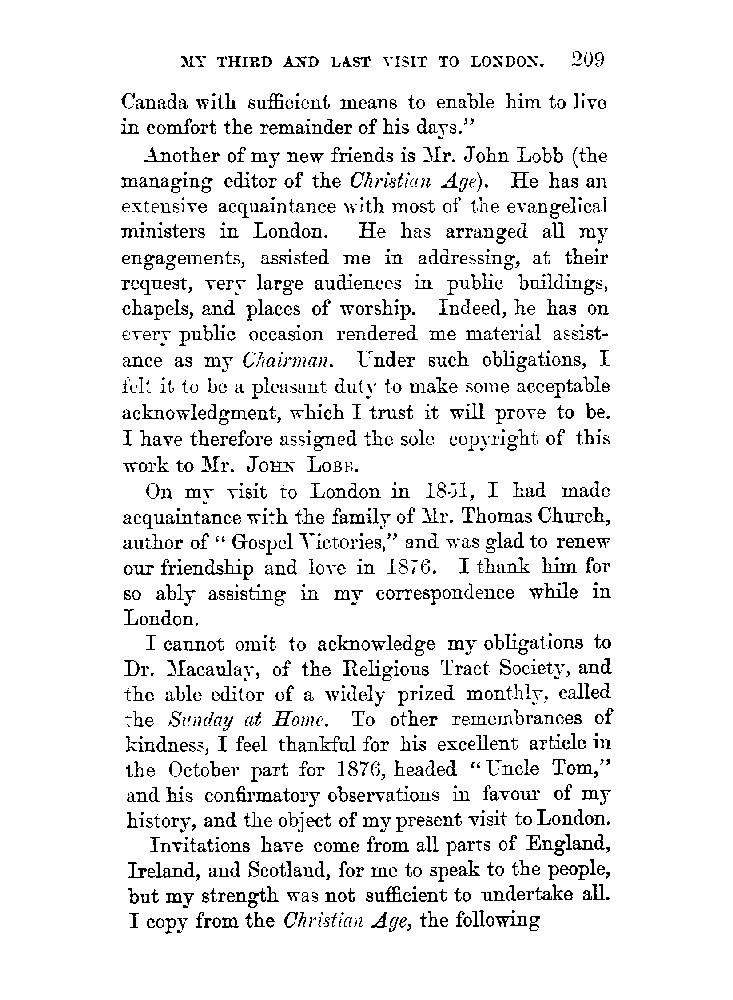 MY THIRD AND LAST VISIT TO LONDON. 209
Canada with sufficient means to enable him to live
in comfort the remainder of his days."
Another of my new friends is Mr. John Lobb (the
managing editor of the Christian Age). He has an
extensive acquaintance with most of the evangelical
ministers in London. He has arranged all my
engagements, assisted me in addressing, at their
request, very large audiences in public buildings,
chapels, and places of worship. Indeed, he has on
every public occasion rendered me material assist-
ance as my Chairman. Under such obligations, I
felt it to be a pleasant duty to make some acceptable
acknowledgment, which I trust it will prove to be.
I have therefore assigned the sole copyright of this
work to Mr. JOHN LOBB.
On my visit to London in 1851, I had made
acquaintance with the family of Mr. Thomas Church,
author of "Gospel Victories," and was glad to renew
our friendship and love in 1876. I thank him for
so ably assisting in my correspondence while in
London.
I cannot omit to acknowledge my obligations to
Dr. Macaulay, of the Religious Tract Society, and
the able editor of a widely prized monthly, called
the Sunday at Home. To other remembrances of
kindness, I feel thankful for his excellent article in
the October part for 1876, headed "Uncle Tom,"
and his confirmatory observations in favour of my
history, and the object of my present visit to London.
Invitations have come from all parts of England,
Ireland, and Scotland, for me to speak to the people,
but my strength was not sufficient to undertake all.
I copy from the Christian Age, the following